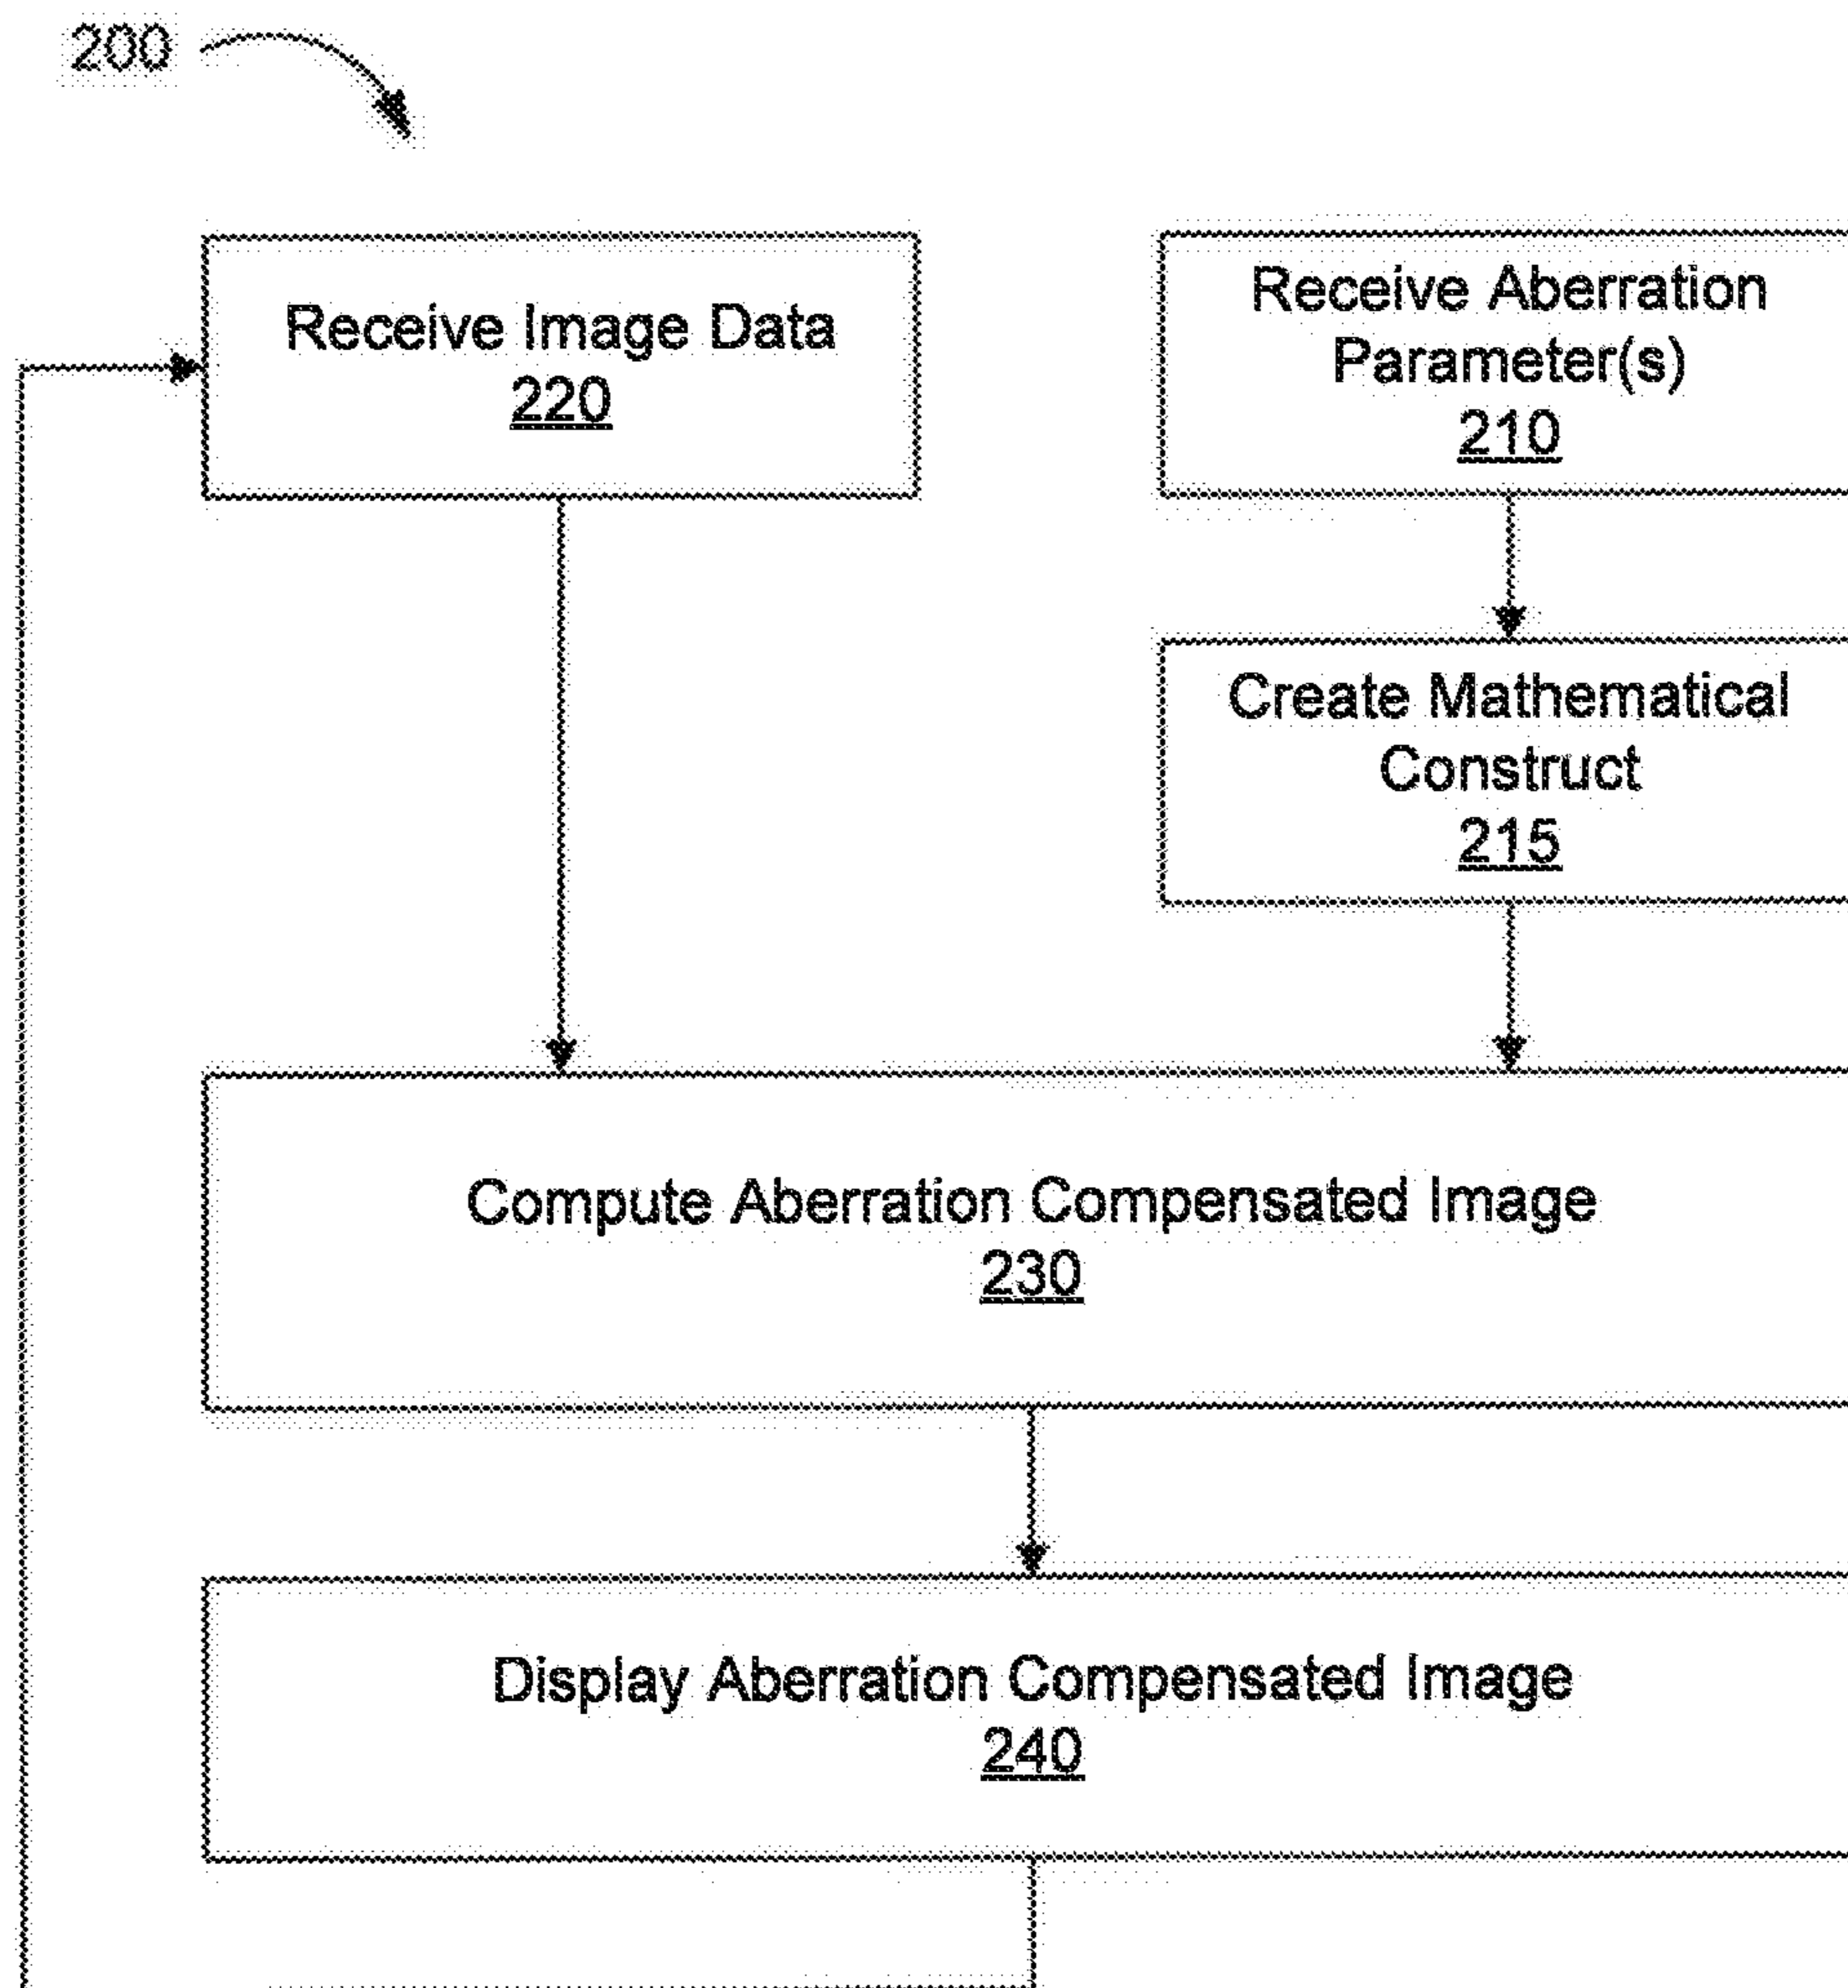 200
Receive Image Data
220
Receive Aberration
Parameter(s)
210
Create Mathematical
Construct
215
Compute Aberration Compensated Image
230
Display Aberration Compensated Image
240